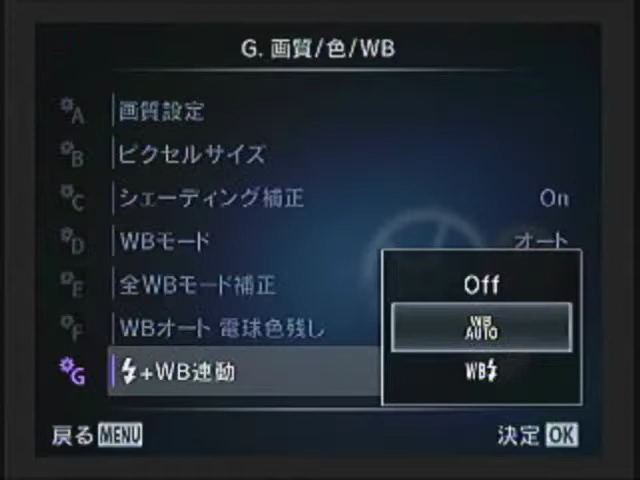 G. 画質/色/WB
A 画質設定
B ピクセルサイズ
C シェーディング補正 On
D WBモード オート
E 全WBモード補正
F WBオート 電球色残し
G ⚡+WB連動
Off
WB AUTO
WB⚡
戻る MENU 決定 OK